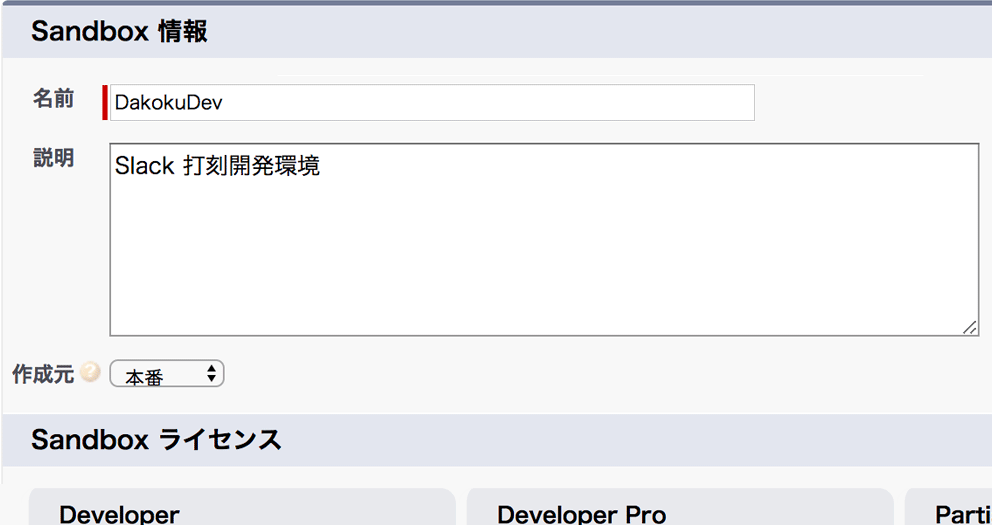 Sandbox 情報
名前 DakokuDev
説明 Slack 打刻開発環境
作成元 ? 本番
Sandbox ライセンス
Developer Developer Pro Parti